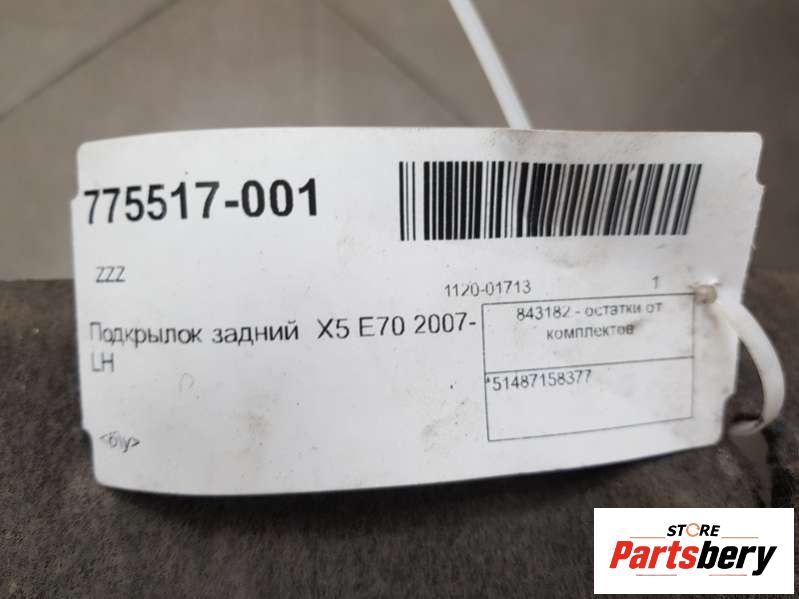 775517-001
ZZZ
1120-01713 1
Подкрылок задний X5 E70 2007-
LH
843182 - остатки от
комплектов
*51487158377
<б\у>
STORE
Partsbery